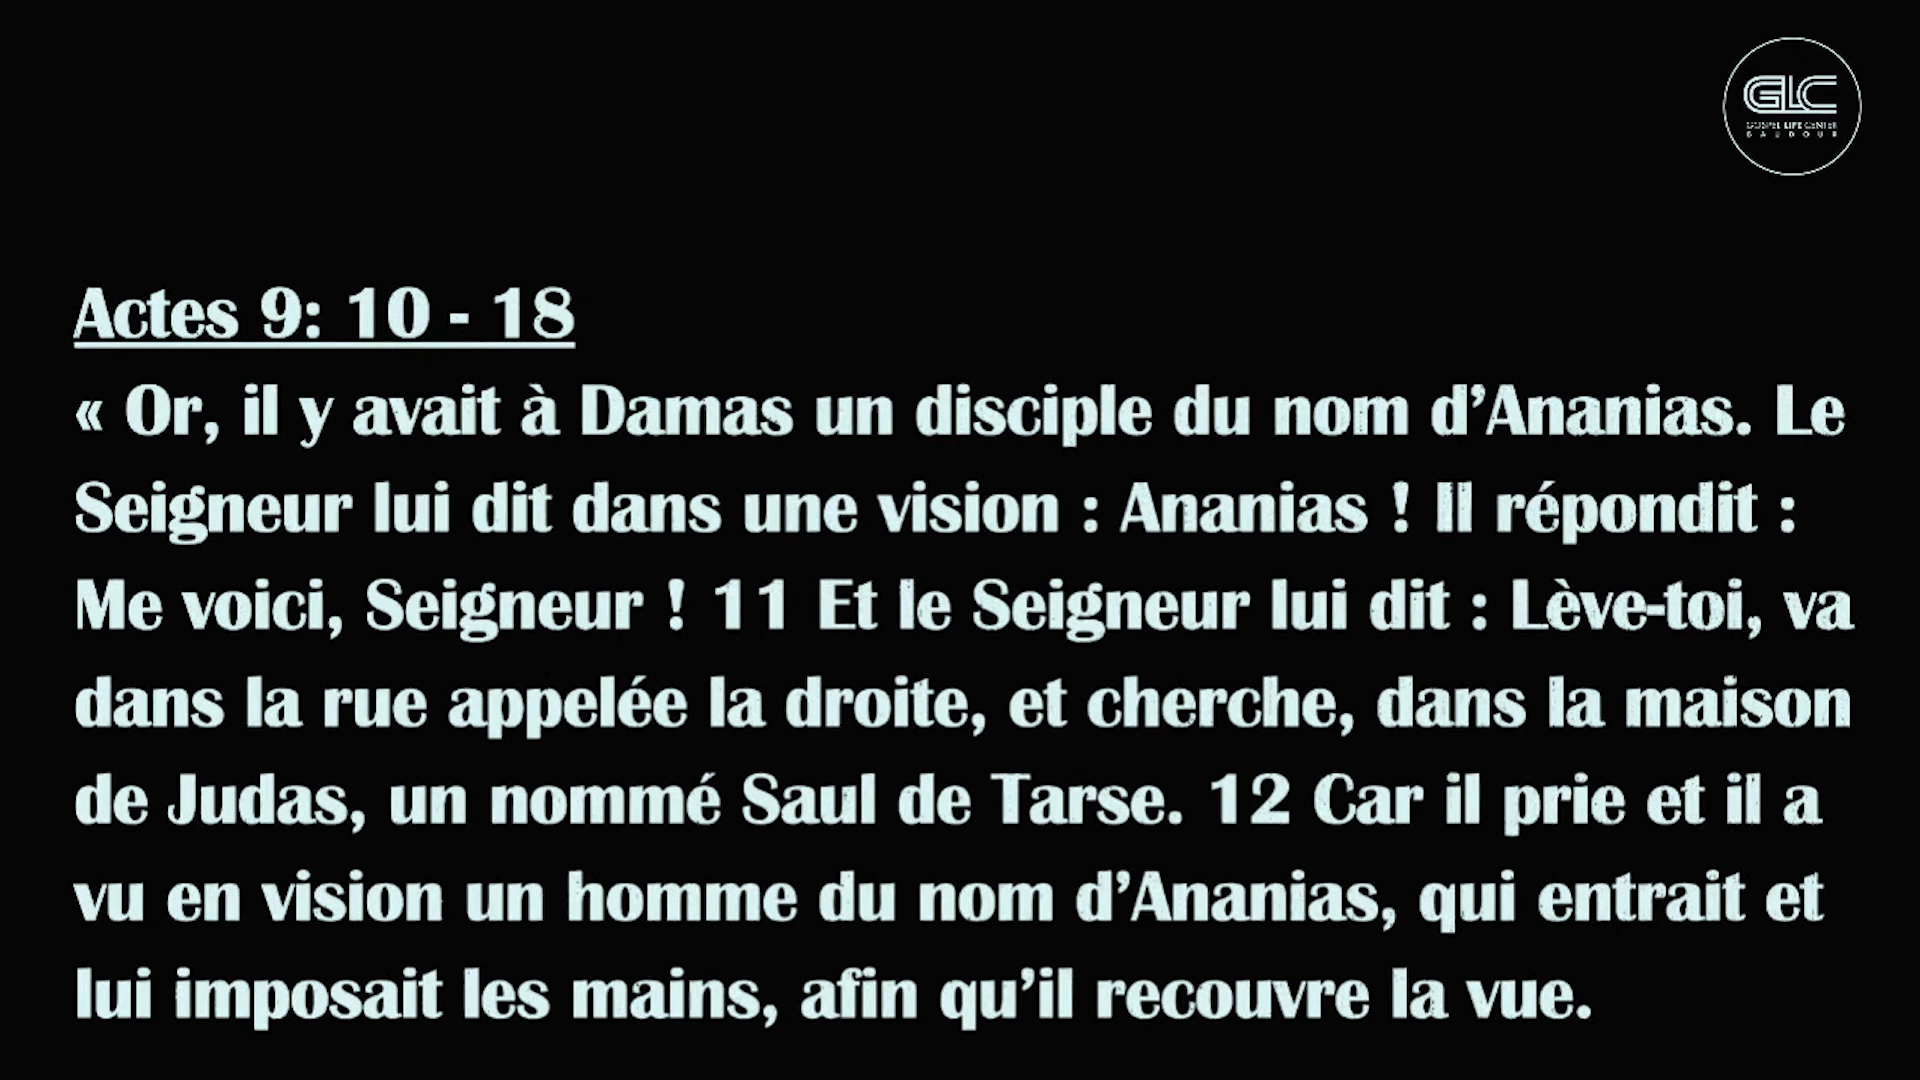 GLC
GOSPEL LIFE CENTER
BAUDOUR
Actes 9: 10 - 18
« Or, il y avait à Damas un disciple du nom d’Ananias. Le
Seigneur lui dit dans une vision : Ananias ! Il répondit :
Me voici, Seigneur ! 11 Et le Seigneur lui dit : Lève-toi, va
dans la rue appelée la droite, et cherche, dans la maison
de Judas, un nommé Saul de Tarse. 12 Car il prie et il a
vu en vision un homme du nom d’Ananias, qui entrait et
lui imposait les mains, afin qu’il recouvre la vue.